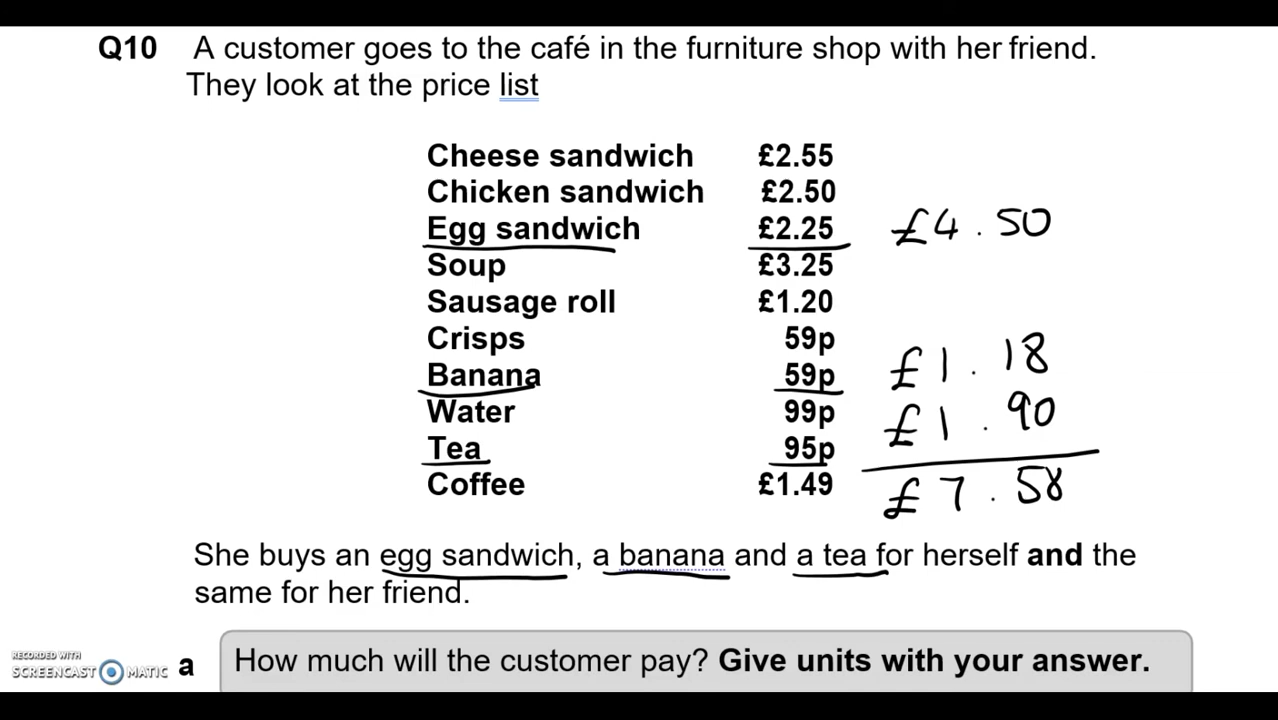 Q10 A customer goes to the café in the furniture shop with her friend.
They look at the price list
Cheese sandwich £2.55
Chicken sandwich £2.50
Egg sandwich £2.25 £4.50
Soup £3.25
Sausage roll £1.20
Crisps 59p
Banana 59p £1.18
Water 99p £1.90
Tea 95p
Coffee £1.49 £7.58
She buys an egg sandwich, a banana and a tea for herself and the
same for her friend.
RECORDED WITH
SCREENCAST MATIC
a How much will the customer pay? Give units with your answer.